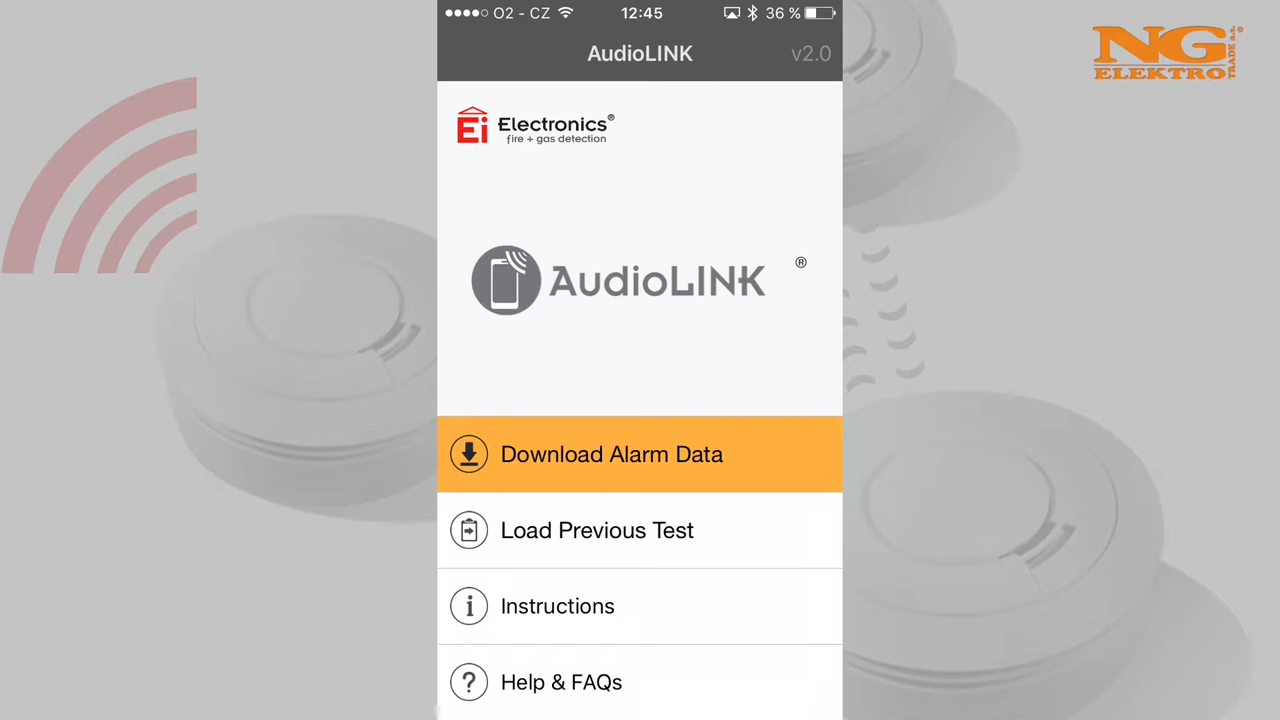 O2 - CZ 12:45 36 %
AudioLINK v2.0
NG
ELEKTRO
TRADE a.s.
®
Ei Electronics®
fire + gas detection
AudioLINK ®
Download Alarm Data
Load Previous Test
Instructions
Help & FAQs